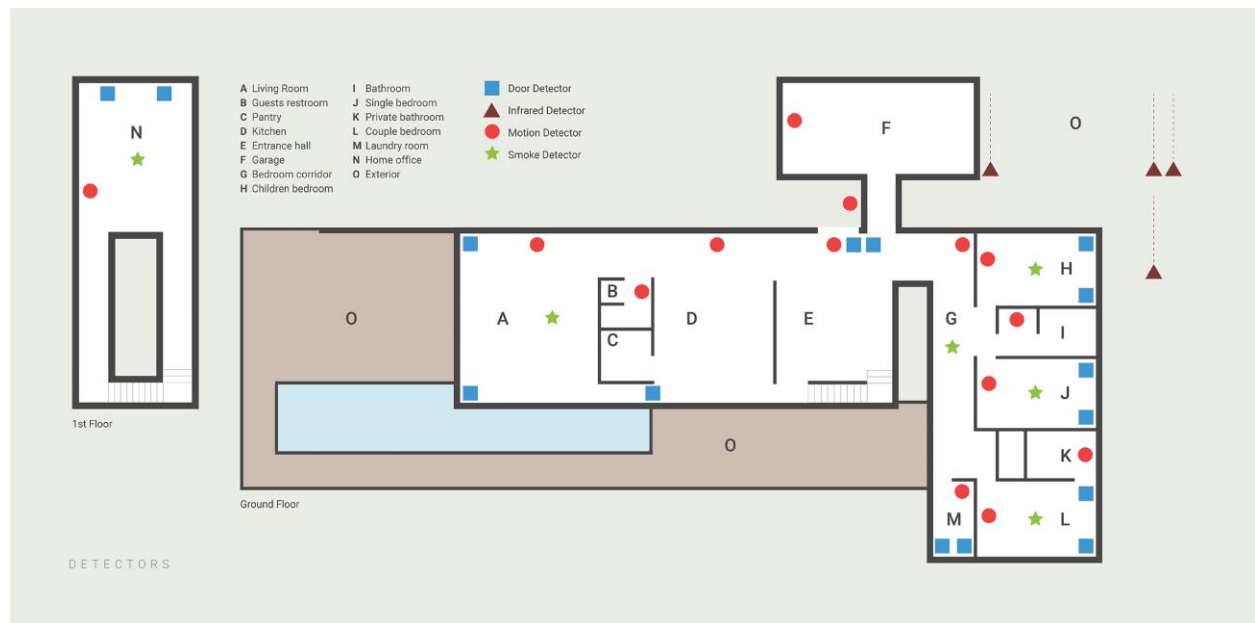 A Living Room
B Guests restroom
C Pantry
D Kitchen
E Entrance hall
F Garage
G Bedroom corridor
H Children bedroom
I Bathroom
J Single bedroom
K Private bathroom
L Couple bedroom
M Laundry room
N Home office
O Exterior
Door Detector
Infrared Detector
Motion Detector
Smoke Detector
N
1st Floor
F
O
O
A
B
C
D
E
G
H
I
J
K
L
M
O
Ground Floor
DETECTORS